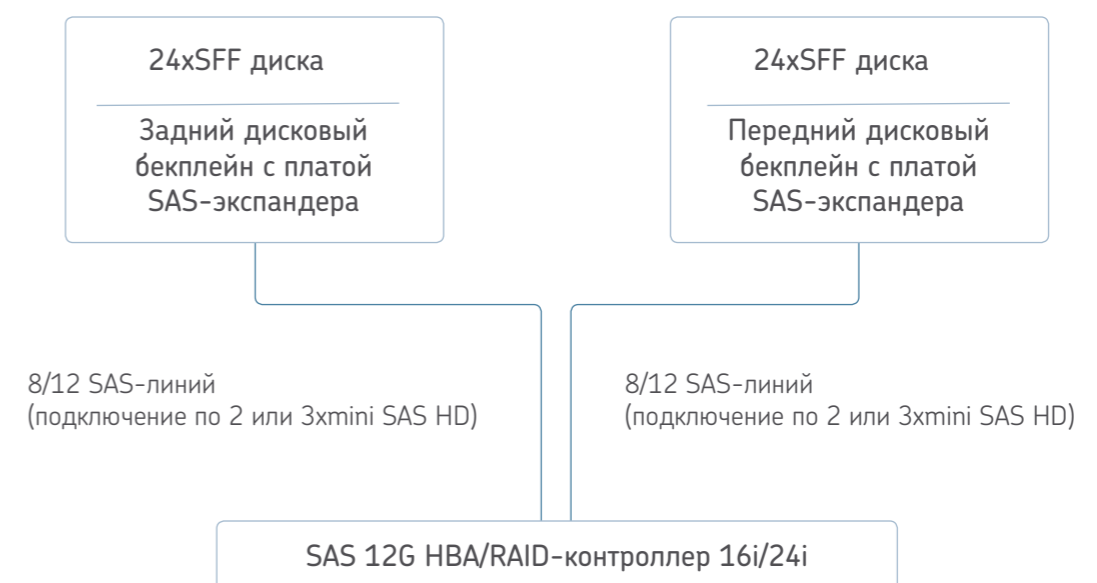 24xSFF диска
Задний дисковый
бекплейн с платой
SAS-экспандера
24xSFF диска
Передний дисковый
бекплейн с платой
SAS-экспандера
8/12 SAS-линий
(подключение по 2 или 3xmini SAS HD)
8/12 SAS-линий
(подключение по 2 или 3xmini SAS HD)
SAS 12G HBA/RAID-контроллер 16i/24i